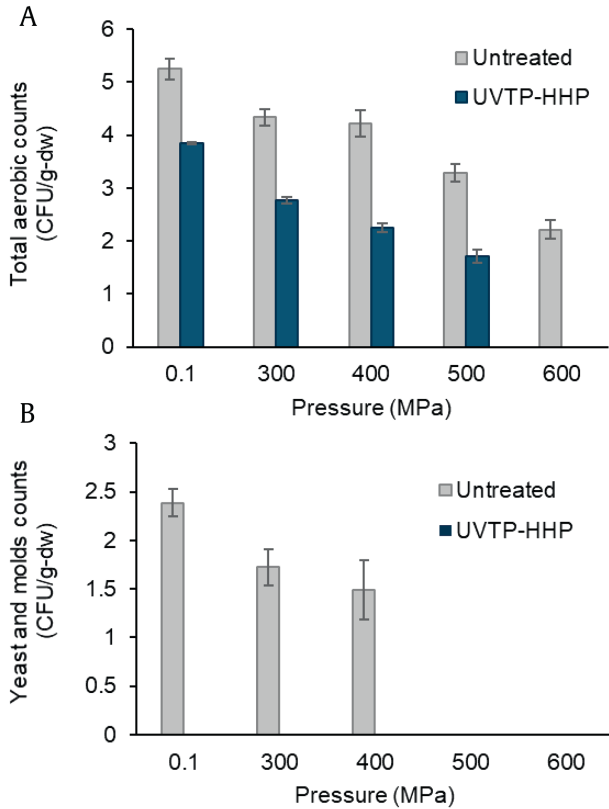 A
Total aerobic counts
(CFU/g-dw)
6
5
4
3
2
1
0
Untreated
UVTP-HHP
0.1 300 400 500 600
Pressure (MPa)
B
Yeast and molds counts
(CFU/g-dw)
3
2.5
2
1.5
1
0.5
0
Untreated
UVTP-HHP
0.1 300 400 500 600
Pressure (MPa)